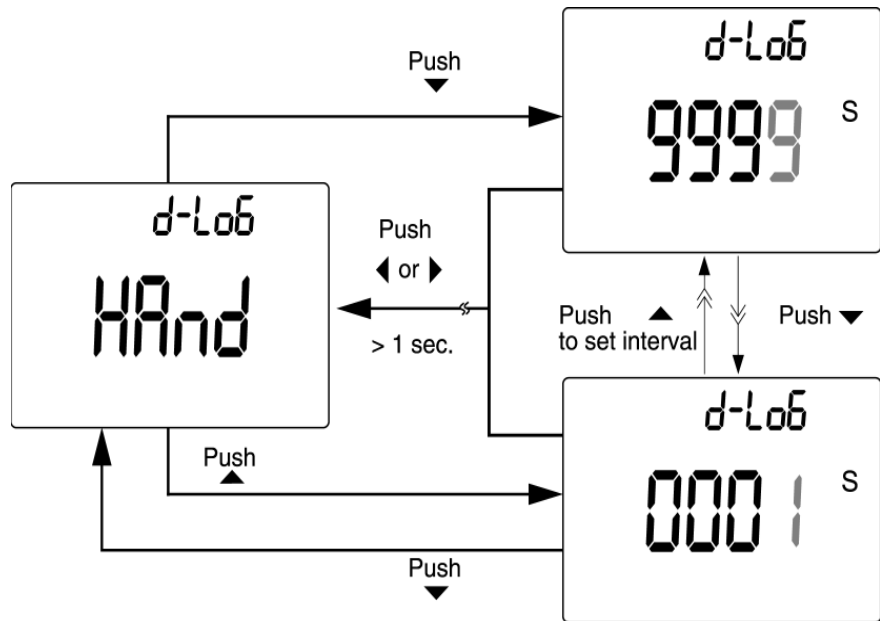 Push
d-LoG
9999 S
d-LoG
HAnd
Push
or
> 1 sec.
Push
to set interval
Push
d-LoG
0001 S
Push
Push